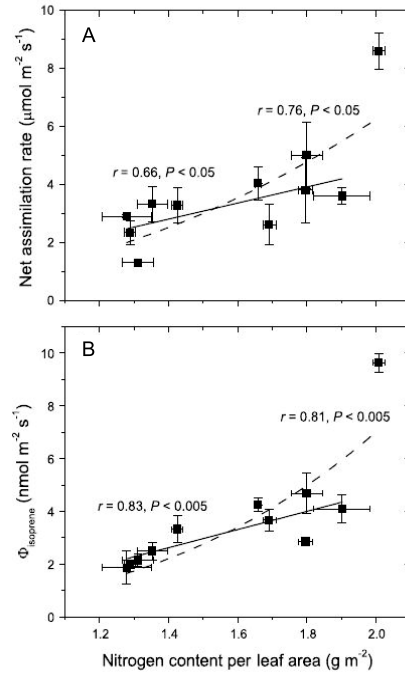 A
Net assimilation rate (μmol m⁻² s⁻¹)
10
8
6
4
2
0
r = 0.76, P < 0.05
r = 0.66, P < 0.05
B
Φisoprene (nmol m⁻² s⁻¹)
10
8
6
4
2
0
r = 0.81, P < 0.005
r = 0.83, P < 0.005
1.2 1.4 1.6 1.8 2.0
Nitrogen content per leaf area (g m⁻²)